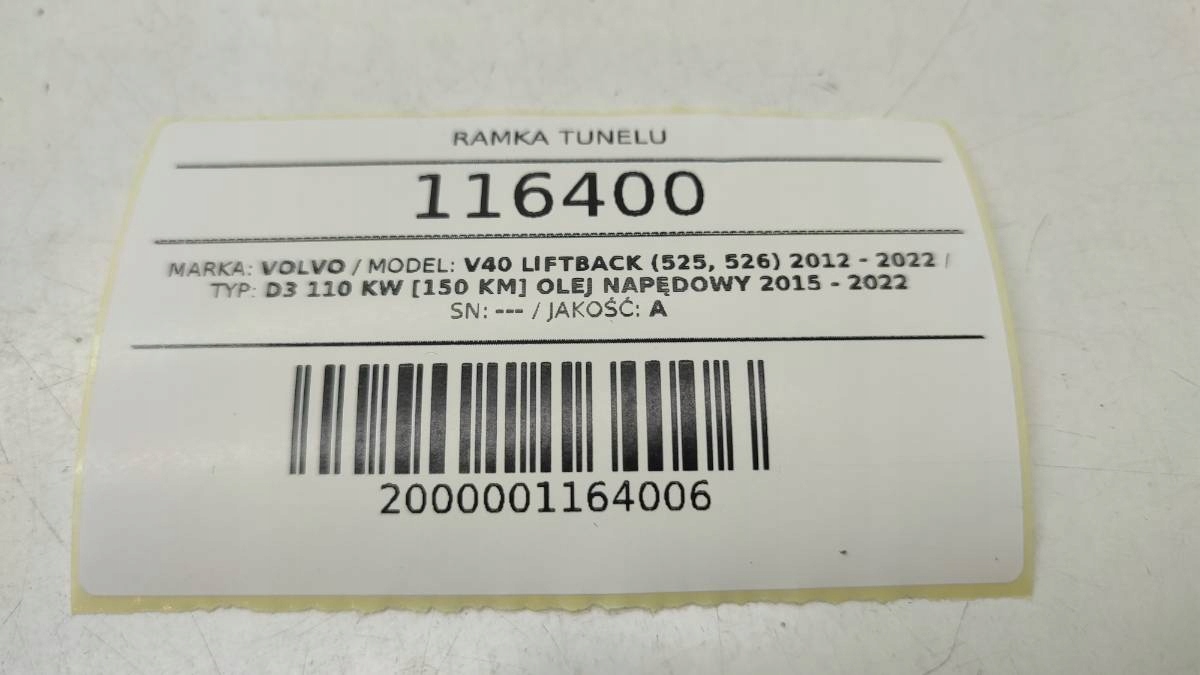 RAMKA TUNELU
116400
MARKA: VOLVO / MODEL: V40 LIFTBACK (525, 526) 2012 - 2022 /
TYP: D3 110 KW [150 KM] OLEJ NAPĘDOWY 2015 - 2022
SN: --- / JAKOŚĆ: A
2000001164006